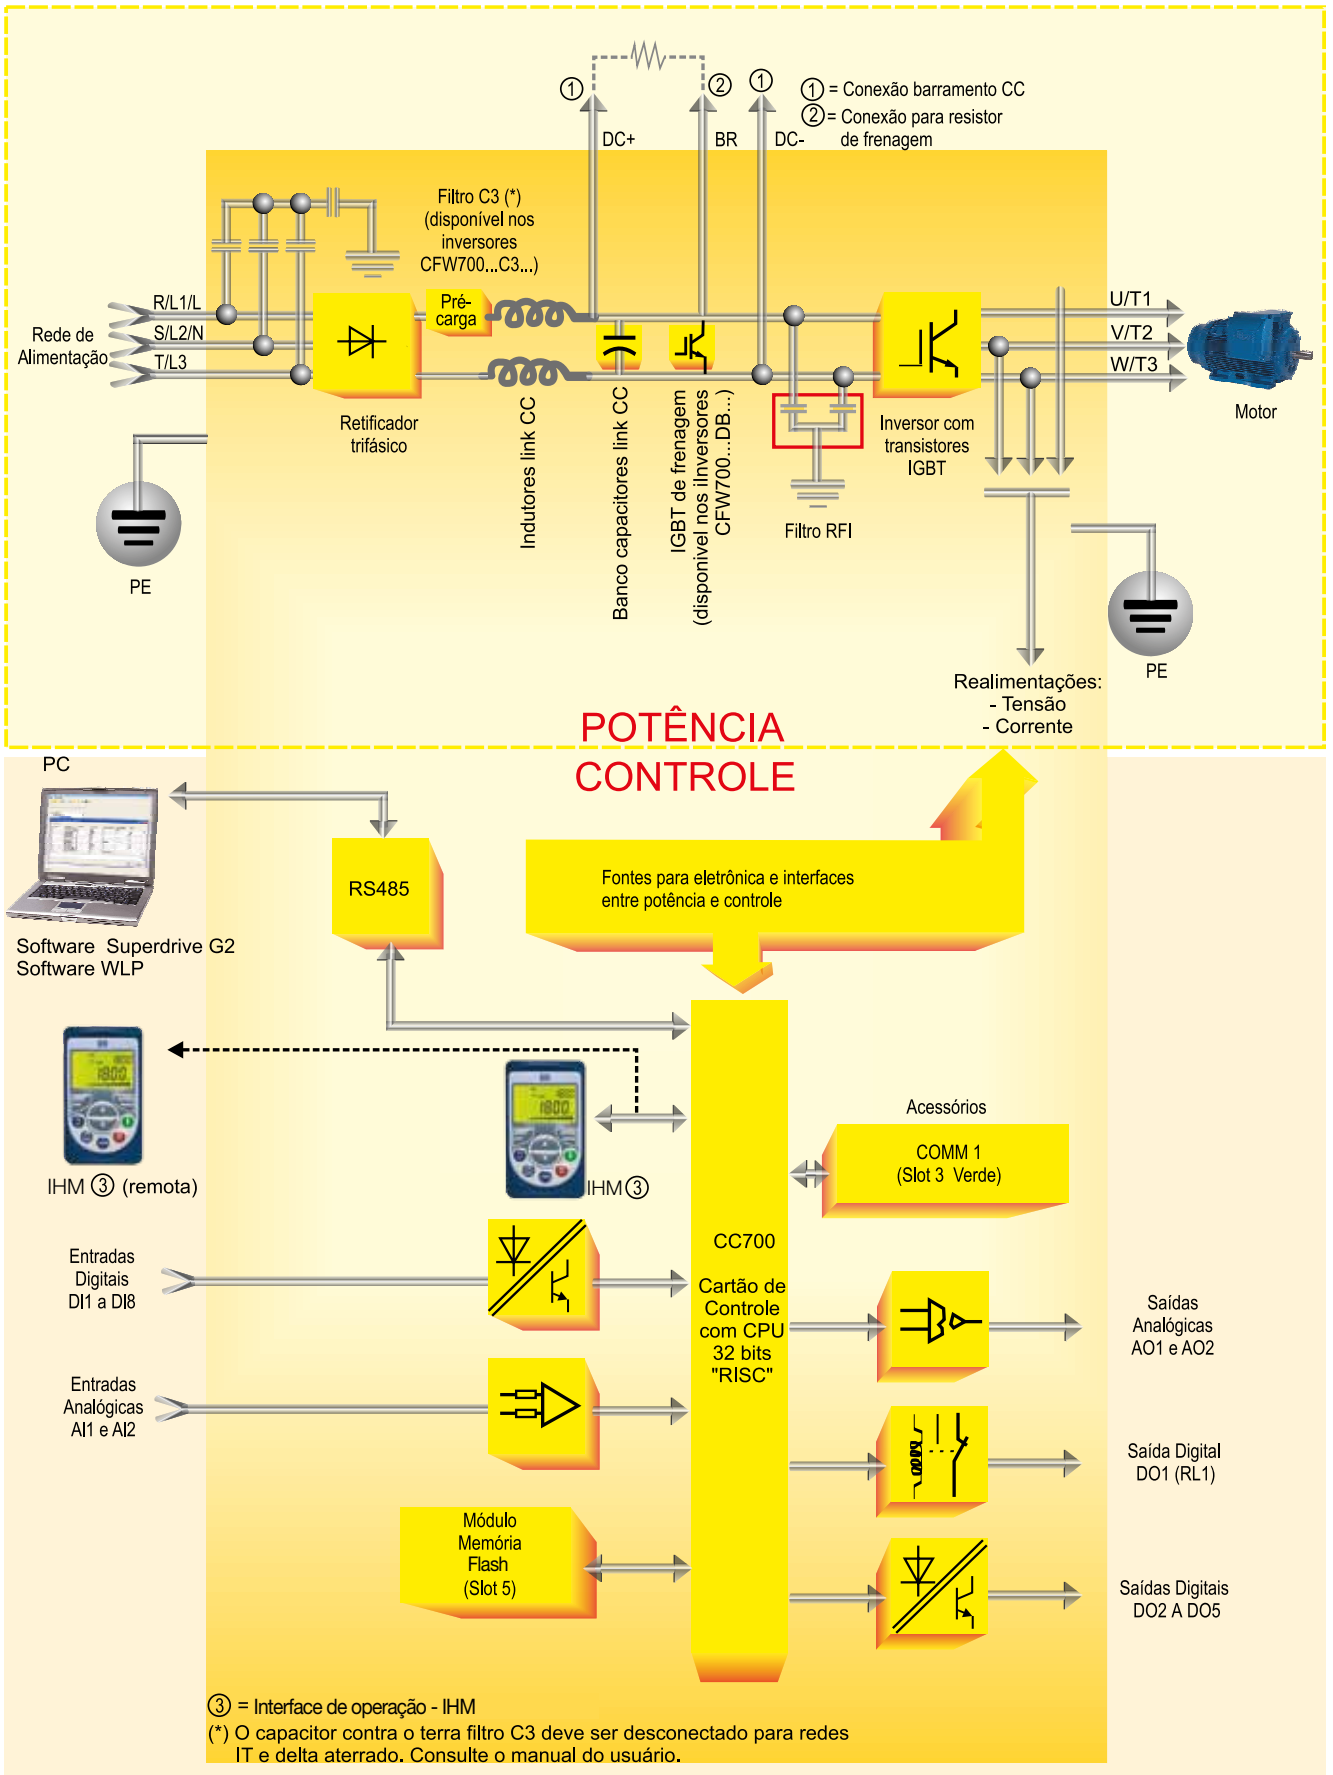 ① = Conexão barramento CC
② = Conexão para resistor
de frenagem
①
②
①
DC+
BR
DC-
Filtro C3 (*)
(disponível nos
inversores
CFW700...C3...)
Rede de
Alimentação
R/L1/L
S/L2/N
T/L3
Pré-
carga
U/T1
V/T2
W/T3
Motor
Retificador
trifásico
Indutores link CC
Banco capacitores link CC
IGBT de frenagem
(disponivel nos iInversores
CFW700...DB...)
Filtro RFI
Inversor com
transistores
IGBT
PE
PE
Realimentações:
- Tensão
- Corrente
POTÊNCIA
CONTROLE
PC
Software Superdrive G2
Software WLP
RS485
Fontes para eletrônica e interfaces
entre potência e controle
1800
IHM ③ (remota)
1800
IHM ③
Acessórios
COMM 1
(Slot 3 Verde)
CC700
Cartão de
Controle
com CPU
32 bits
"RISC"
Entradas
Digitais
DI1 a DI8
Entradas
Analógicas
AI1 e AI2
Módulo
Memória
Flash
(Slot 5)
Saídas
Analógicas
AO1 e AO2
Saída Digital
DO1 (RL1)
Saídas Digitais
DO2 A DO5
③ = Interface de operação - IHM
(*) O capacitor contra o terra filtro C3 deve ser desconectado para redes
IT e delta aterrado. Consulte o manual do usuário.